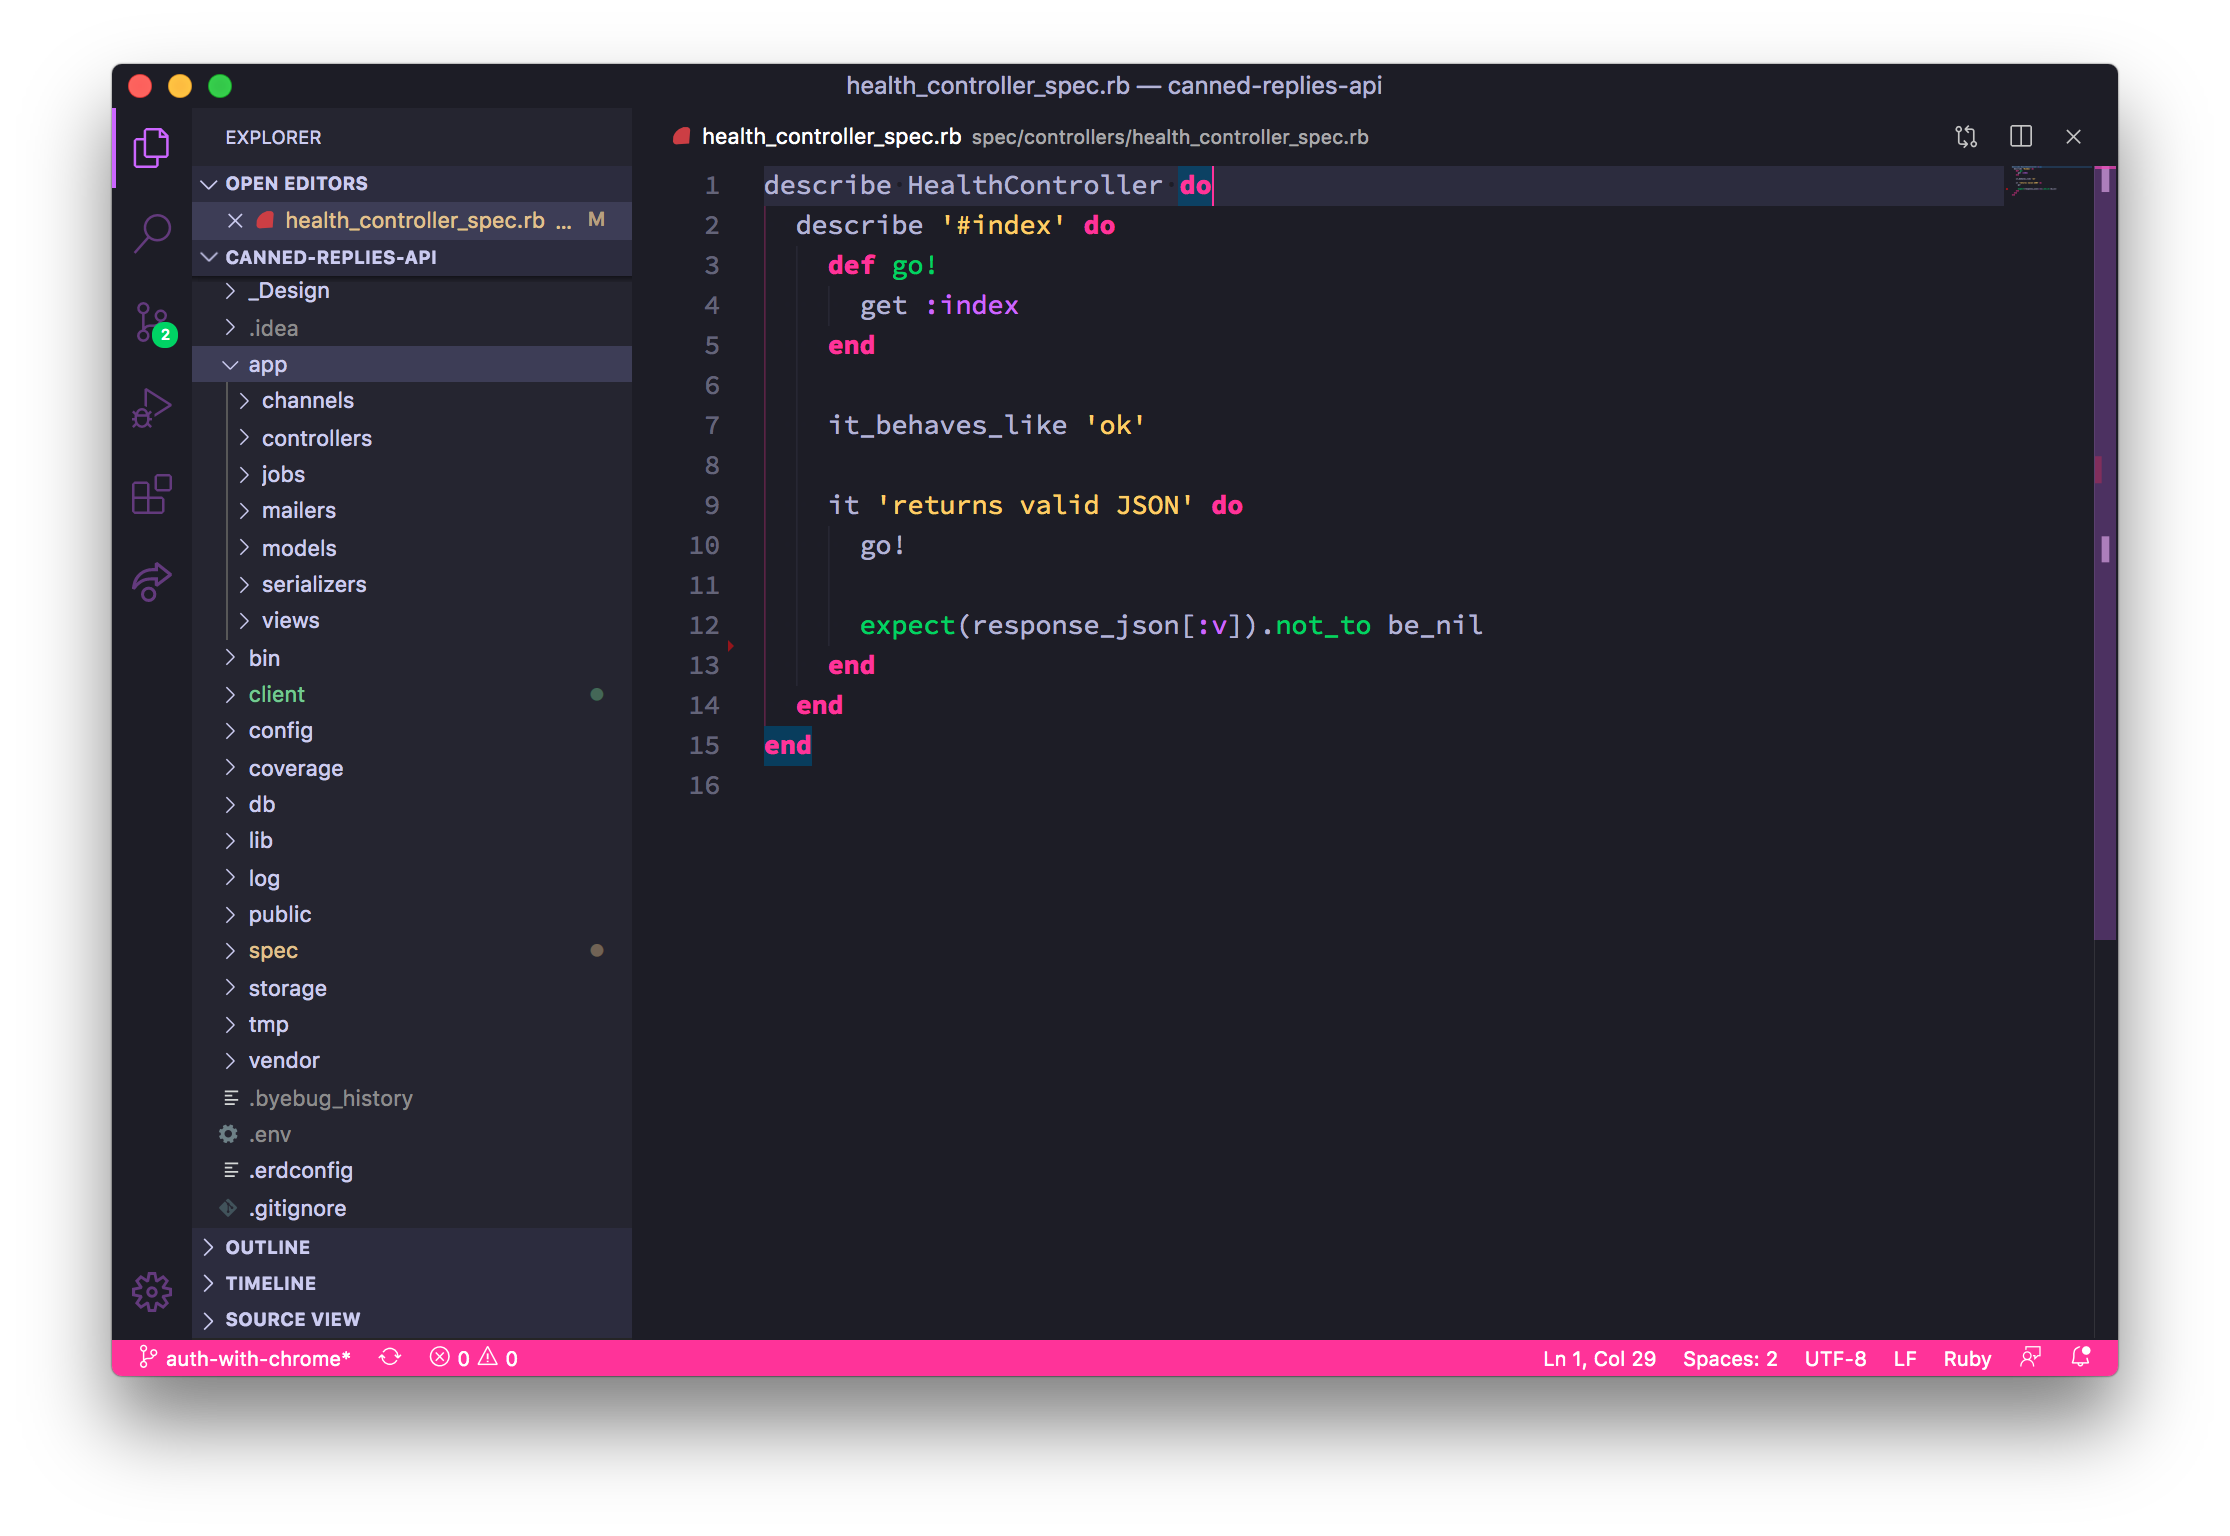 health_controller_spec.rb — canned-replies-api
EXPLORER
OPEN EDITORS
health_controller_spec.rb ... M
CANNED-REPLIES-API
_Design
.idea
app
channels
controllers
jobs
mailers
models
serializers
views
bin
client
config
coverage
db
lib
log
public
spec
storage
tmp
vendor
.byebug_history
.env
.erdconfig
.gitignore
OUTLINE
TIMELINE
SOURCE VIEW
2
health_controller_spec.rb spec/controllers/health_controller_spec.rb
1 describe HealthController do
2 describe '#index' do
3 def go!
4 get :index
5 end
6
7 it_behaves_like 'ok'
8
9 it 'returns valid JSON' do
10 go!
11
12 expect(response_json[:v]).not_to be_nil
13 end
14 end
15 end
16
auth-with-chrome* 0 0 Ln 1, Col 29 Spaces: 2 UTF-8 LF Ruby